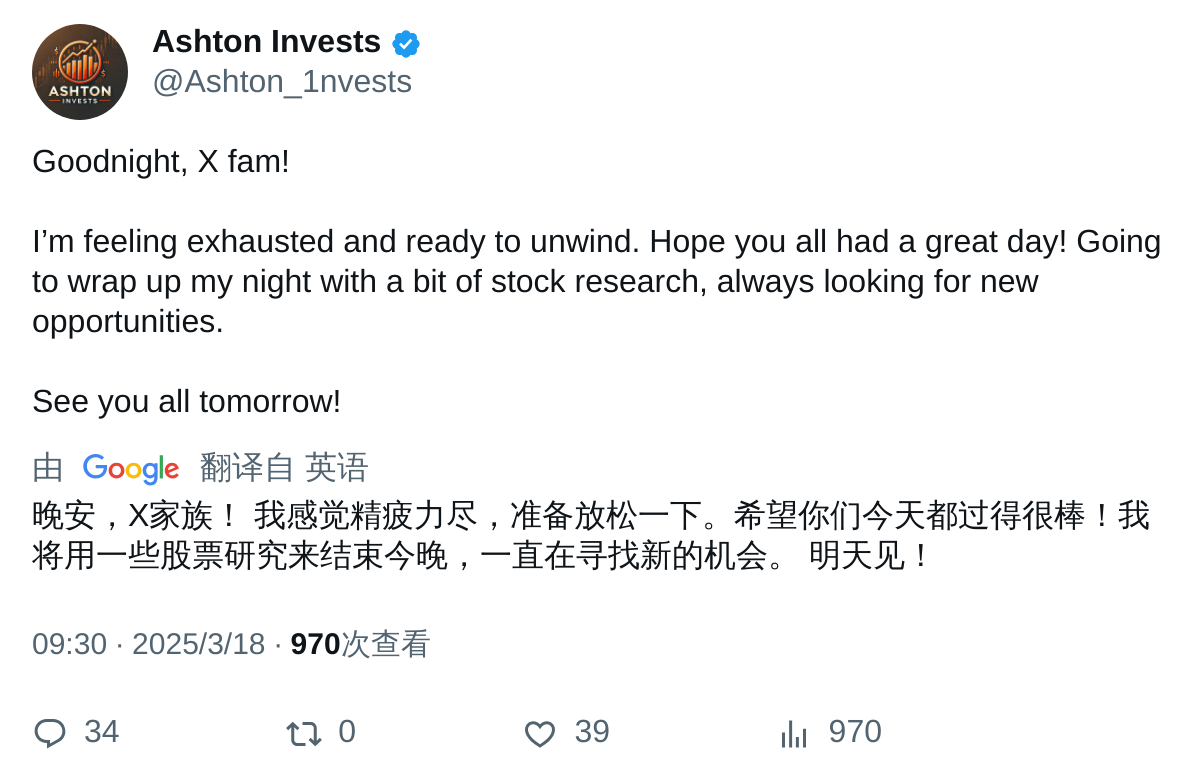 ASHTON
INVESTS
Ashton Invests
@Ashton_1nvests
Goodnight, X fam!
I’m feeling exhausted and ready to unwind. Hope you all had a great day! Going
to wrap up my night with a bit of stock research, always looking for new
opportunities.
See you all tomorrow!
由 Google 翻译自 英语
晚安，X家族！ 我感觉精疲力尽，准备放松一下。希望你们今天都过得很棒！我
将用一些股票研究来结束今晚，一直在寻找新的机会。 明天见！
09:30 · 2025/3/18 · 970次查看
34 0 39 970